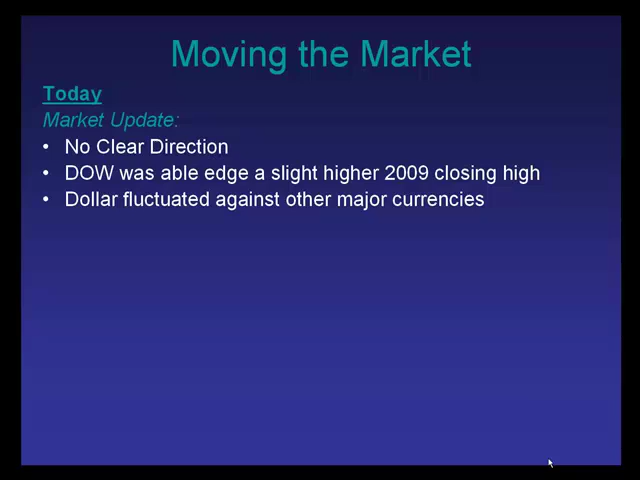 Moving the Market
Today
Market Update:
• No Clear Direction
• DOW was able edge a slight higher 2009 closing high
• Dollar fluctuated against other major currencies